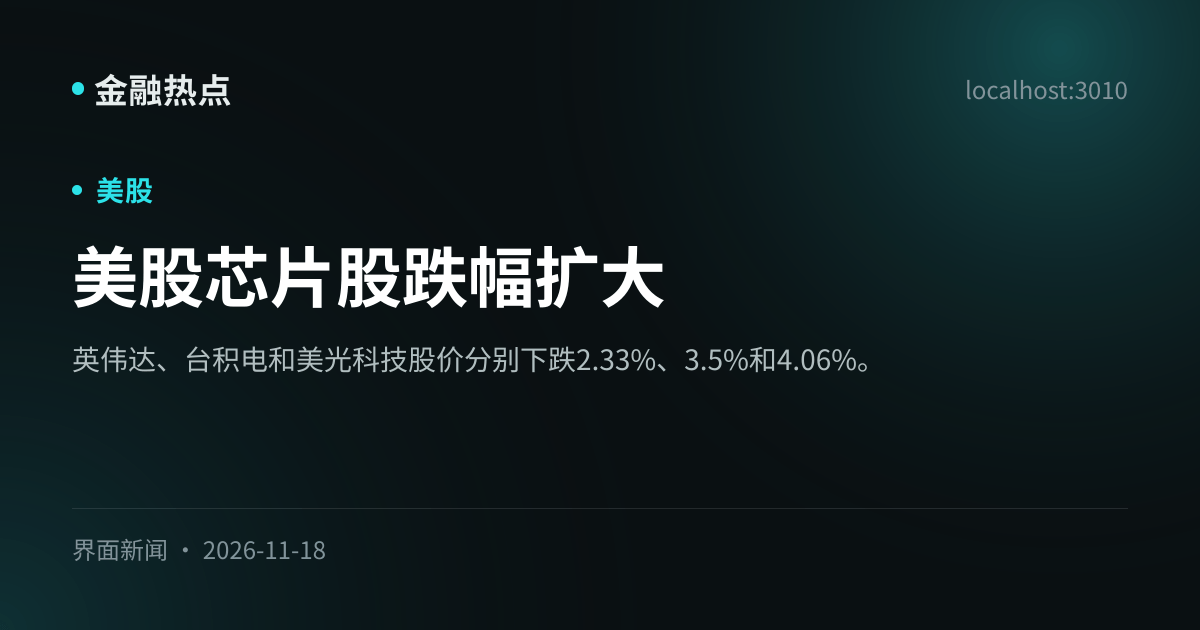 金融热点
localhost:3010
美股
美股芯片股跌幅扩大
英伟达、台积电和美光科技股价分别下跌2.33%、3.5%和4.06%。
界面新闻 • 2026-11-18